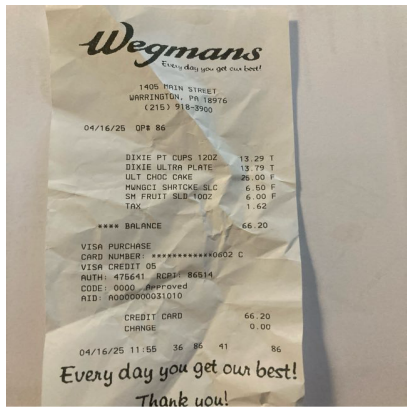 Wegmans
Every day you get our best!
1405 MAIN STREET
WARRINGTON, PA 18976
(215) 918-3900
04/16/25 OP# 86
DIXIE PT CUPS 12OZ 13.29 T
DIXIE ULTRA PLATE 13.79 T
ULT CHOC CAKE 25.00 F
MWNGCI SHRTCKE SLC 6.50 F
SM FRUIT SLD 10OZ 6.00 F
TAX 1.62
**** BALANCE 66.20
VISA PURCHASE
CARD NUMBER: ************0602 C
VISA CREDIT 05
AUTH: 475641 RCPT: 86514
CODE: 0000 Approved
AID: A0000000031010
CREDIT CARD 66.20
CHANGE 0.00
04/16/25 11:55 36 86 41 86
Every day you get our best!
Thank you!